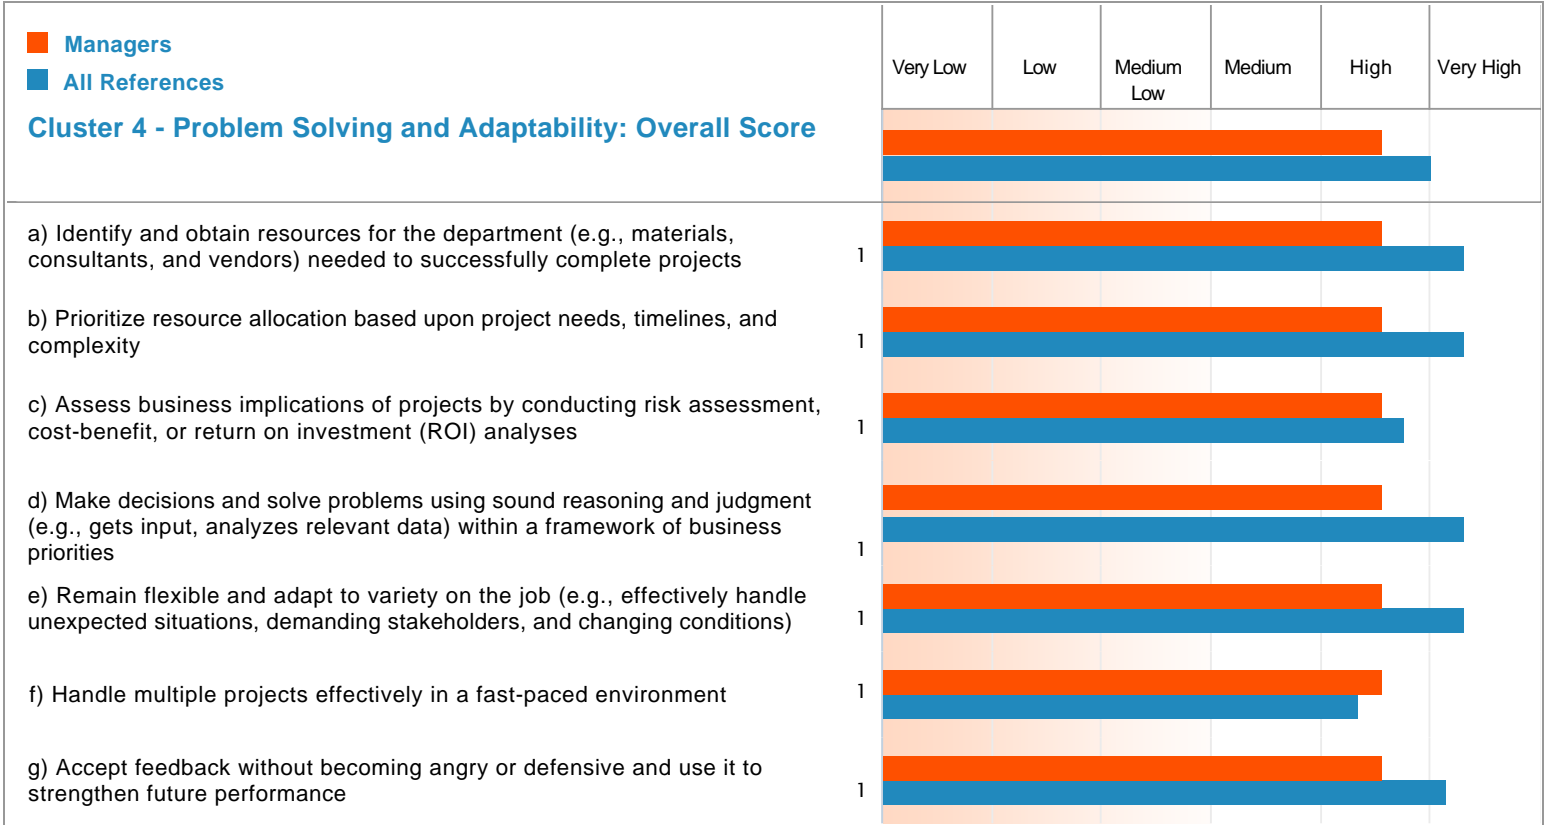 Managers
All References
Very Low
Low
Medium
Low
Medium
High
Very High
Cluster 4 - Problem Solving and Adaptability: Overall Score
a) Identify and obtain resources for the department (e.g., materials,
consultants, and vendors) needed to successfully complete projects
1
b) Prioritize resource allocation based upon project needs, timelines, and
complexity
1
c) Assess business implications of projects by conducting risk assessment,
cost-benefit, or return on investment (ROI) analyses
1
d) Make decisions and solve problems using sound reasoning and judgment
(e.g., gets input, analyzes relevant data) within a framework of business
priorities
1
e) Remain flexible and adapt to variety on the job (e.g., effectively handle
unexpected situations, demanding stakeholders, and changing conditions)
1
f) Handle multiple projects effectively in a fast-paced environment
1
g) Accept feedback without becoming angry or defensive and use it to
strengthen future performance
1